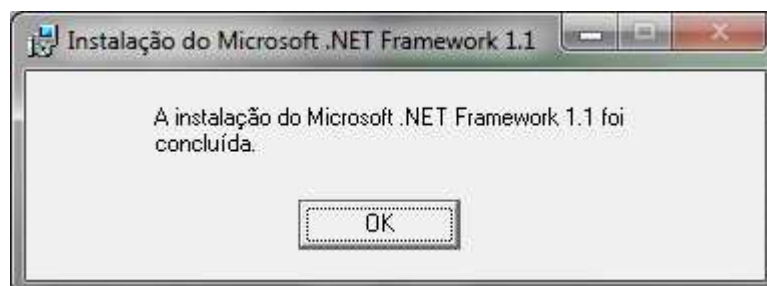 Instalação do Microsoft .NET Framework 1.1
A instalação do Microsoft .NET Framework 1.1 foi
concluída.
OK